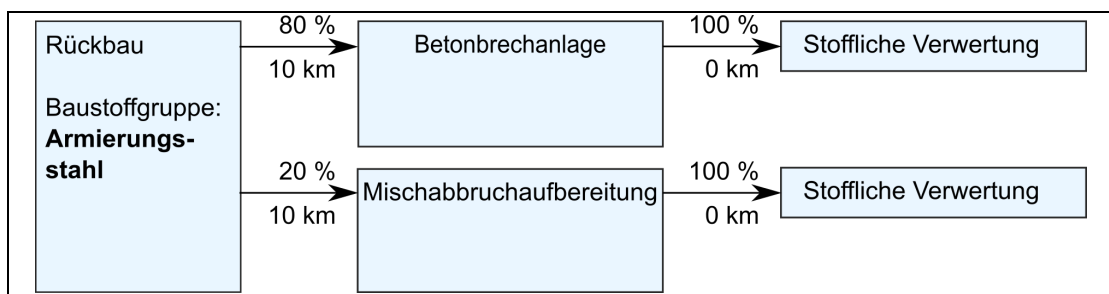 Rückbau
Baustoffgruppe:
Armierungs-
stahl
80 %
10 km
Betonbrechanlage
100 %
0 km
Stoffliche Verwertung
20 %
10 km
Mischabbruchaufbereitung
100 %
0 km
Stoffliche Verwertung